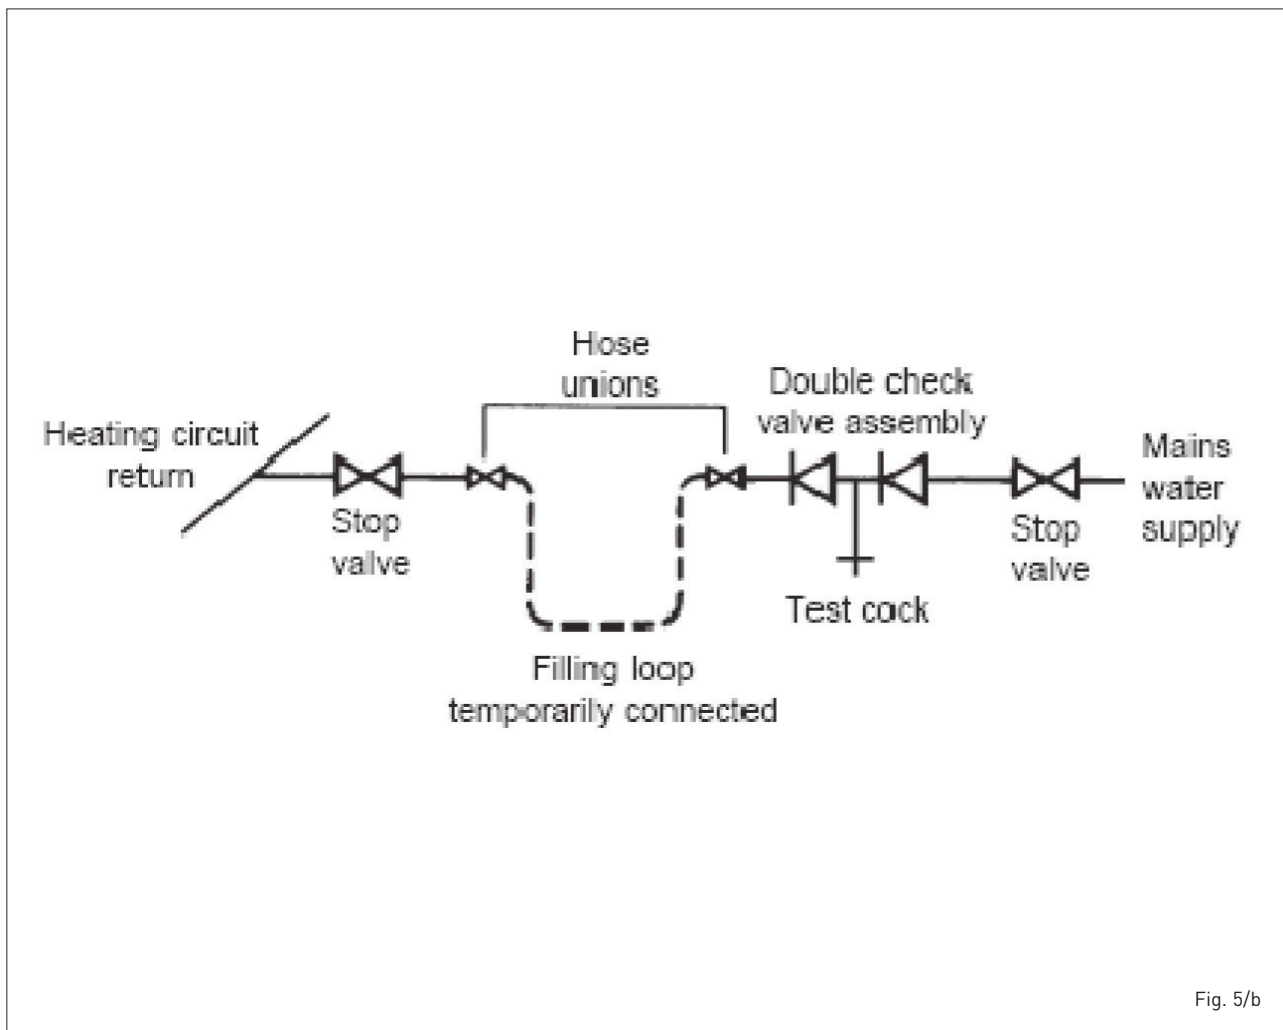 Hose
unions
Double check
valve assembly
Heating circuit
return
Mains
water
supply
Stop
valve
Stop
valve
Test cock
Filling loop
temporarily connected
Fig. 5/b